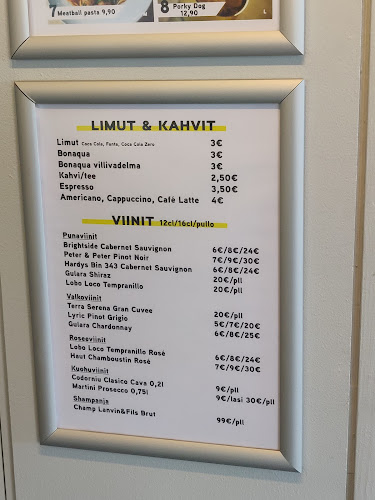 7 Meatball pasta 9,90
8 Porky Dog
12,90
L
LIMUT & KAHVIT
Limut Coca Cola, Fanta, Coca Cola Zero 3€
Bonaqua 3€
Bonaqua villivadelma 3€
Kahvi/tee 2,50€
Espresso 3,50€
Americano, Cappuccino, Café Latte 4€
VIINIT 12cl/16cl/pullo
Punaviinit
Brightside Cabernet Sauvignon 6€/8€/24€
Peter & Peter Pinot Noir 7€/9€/30€
Hardys Bin 343 Cabernet Sauvignon 6€/8€/24€
Guiara Shiraz 20€/pll
Lobo Loco Tempranillo 20€/pll
Valkoviinit
Terra Serena Gran Cuvee 20€/pll
Lyric Pinot Grigio 5€/7€/20€
Guiara Chardonnay 6€/8€/25€
Roseeviinit
Lobo Loco Tempranillo Rosè 6€/8€/24€
Haut Chamboustin Rosé 7€/9€/30€
Kuohuviinit
Codorniu Clasico Cava 0,2l 9€/pll
Martini Prosecco 0,75l 9€/lasi 30€/pll
Shampanja
Champ Lanvin&Fils Brut 99€/pll